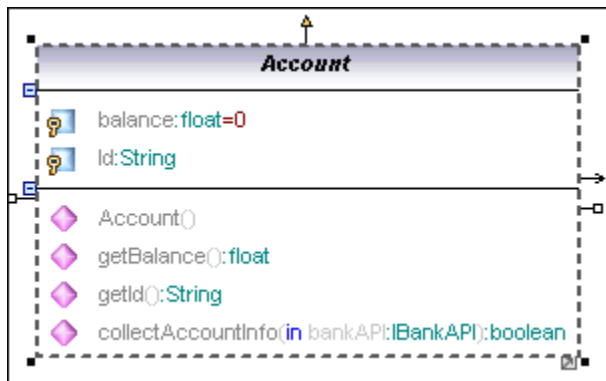 Account
balance:float=0
Id:String
Account()
getBalance():float
getId():String
collectAccountInfo(in bankAPI:IBankAPI):boolean